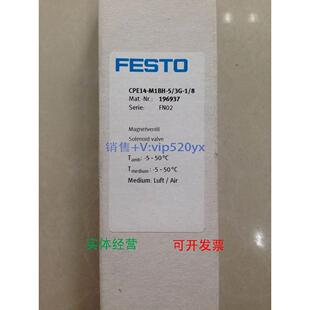 FESTO
CPE14-M1BH-5/3G-1/8
Mat.-Nr.: 196937
Serie: FN02
Magnetventil
Solenoid valve
销售+V:vip520yx
Tamb: -5 - 50°C
Tmedium: -5 - 50°C
Medium: Luft / Air
实体经营 可开发票